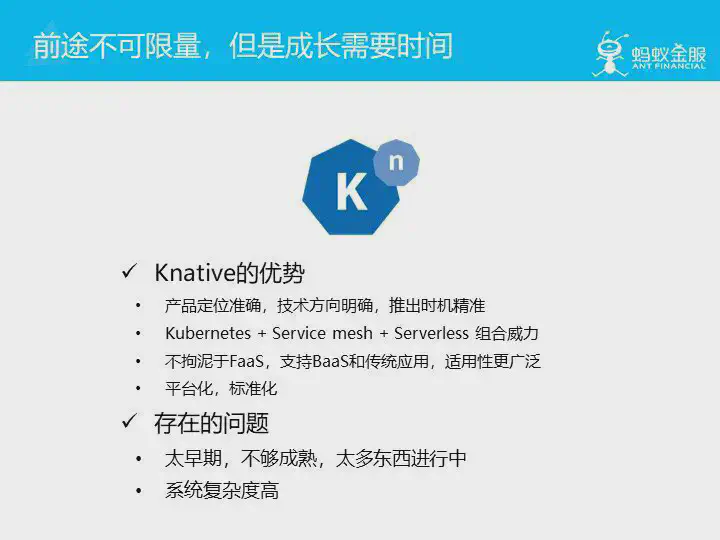 前途不可限量，但是成长需要时间
蚂蚁金服
ANT FINANCIAL
n
K
✓ Knative的优势
• 产品定位准确，技术方向明确，推出时机精准
• Kubernetes + Service mesh + Serverless 组合威力
• 不拘泥于FaaS，支持BaaS和传统应用，适用性更广泛
• 平台化，标准化
✓ 存在的问题
• 太早期，不够成熟，太多东西进行中
• 系统复杂度高